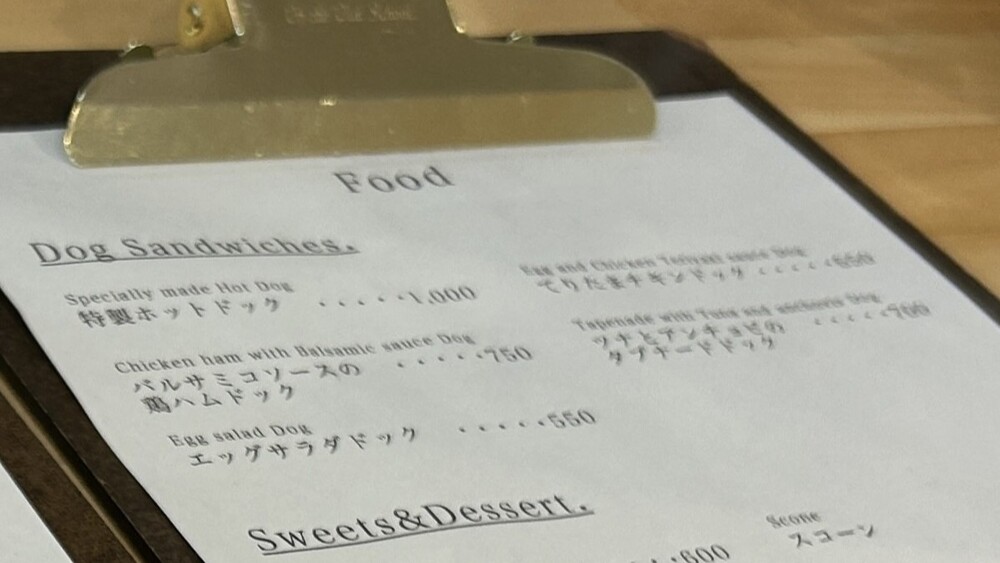 Food
Dog Sandwiches.
Specially made Hot Dog
特製ホットドック ・・・・・1,000
Chicken ham with Balsamic sauce Dog
バルサミコソースの ・・・・・750
鶏ハムドック
Egg salad Dog
エッグサラダドック ・・・・・550
Egg and Chicken Teriyaki sauce Dog
てりたまチキンドック ・・・・・650
Tapenade with Tuna and anchovie Dog
ツナとアンチョビの ・・・・・700
タプナードドック
Sweets&Dessert.
600
Scone
スコーン